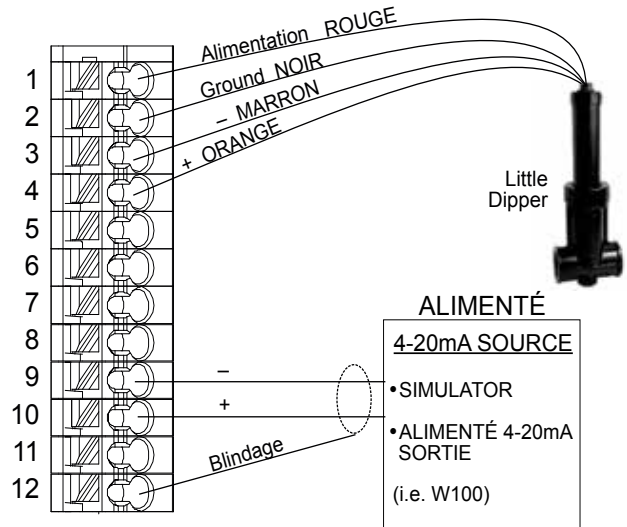 Alimentation ROUGE
Ground NOIR
– MARRON
+ ORANGE
1
2
3
4
5
6
7
8
9
10
11
12
Little
Dipper
ALIMENTÉ
4-20mA SOURCE
•SIMULATOR
•ALIMENTÉ 4-20mA
SORTIE
(i.e. W100)
–
+
Blindage